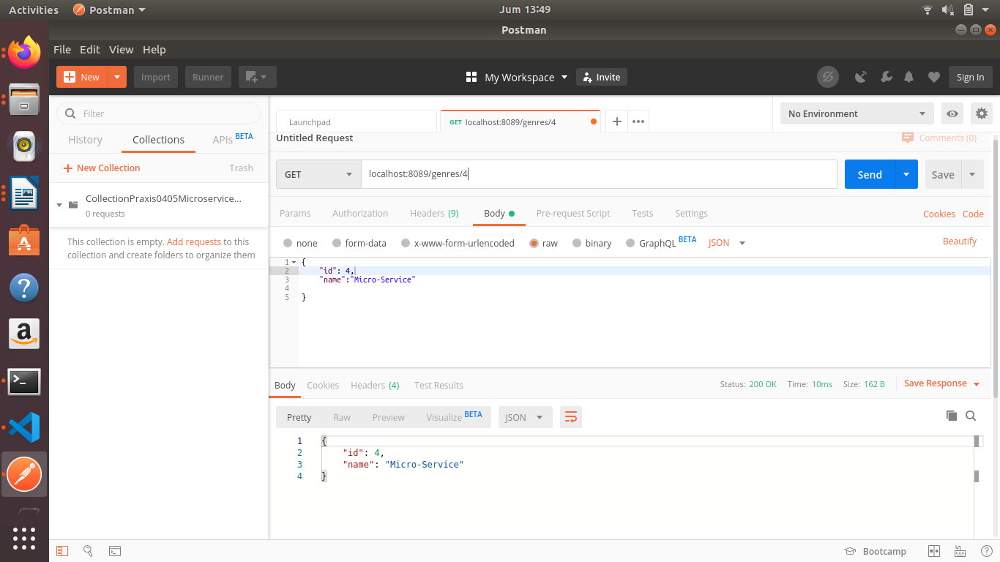 Activities Postman Jum 13:49
Postman
File Edit View Help
New Import Runner My Workspace Invite Sign In
Filter
History Collections APIs BETA
New Collection Trash
CollectionPraxis0405Microservice...
0 requests
This collection is empty. Add requests to this
collection and create folders to organize them
Launchpad GET localhost:8089/genres/4 No Environment
Untitled Request Comments (0)
GET localhost:8089/genres/4 Send Save
Params Authorization Headers (9) Body Pre-request Script Tests Settings Cookies Code
none form-data x-www-form-urlencoded raw binary GraphQL BETA JSON Beautify
1 {
2 "id": 4,
3 "name":"Micro-Service"
4
5 }
Body Cookies Headers (4) Test Results Status: 200 OK Time: 10ms Size: 162 B Save Response
Pretty Raw Preview Visualize BETA JSON
1 {
2 "id": 4,
3 "name": "Micro-Service"
4 }
Bootcamp